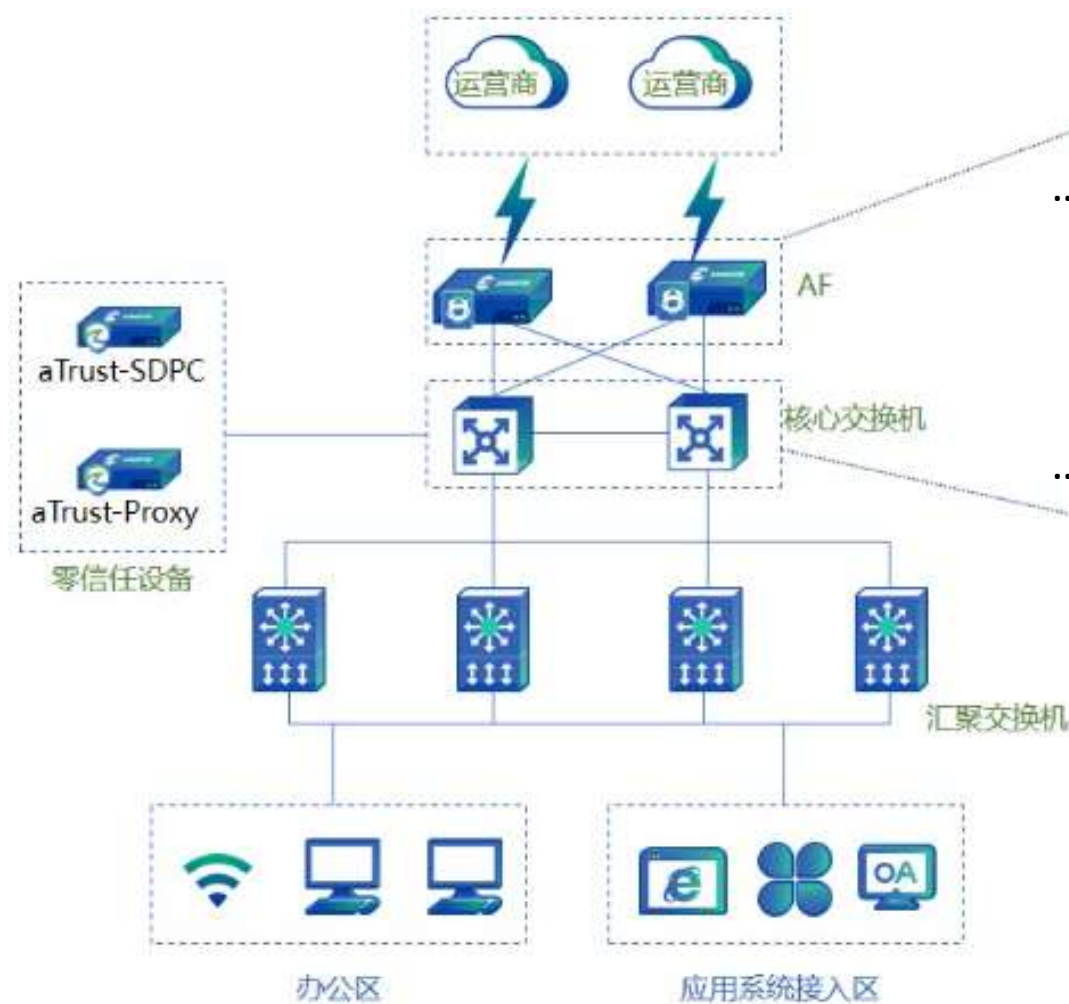 运营商 运营商
..
AF
aTrust-SDPC
核心交换机
..
aTrust-Proxy
零信任设备
汇聚交换机
OA
办公区 应用系统接入区